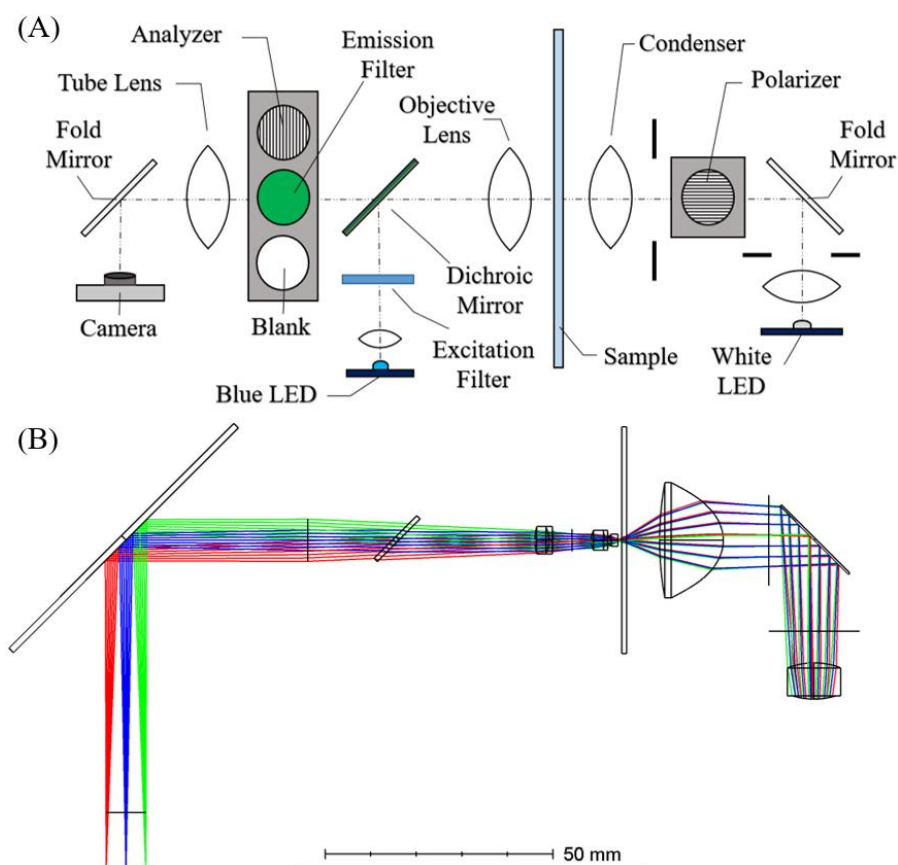 (A)
Analyzer
Emission
Filter
Condenser
Tube Lens
Objective
Lens
Polarizer
Fold
Mirror
Fold
Mirror
Camera
Blank
Dichroic
Mirror
Blue LED
Excitation
Filter
Sample
White
LED
(B)
50 mm